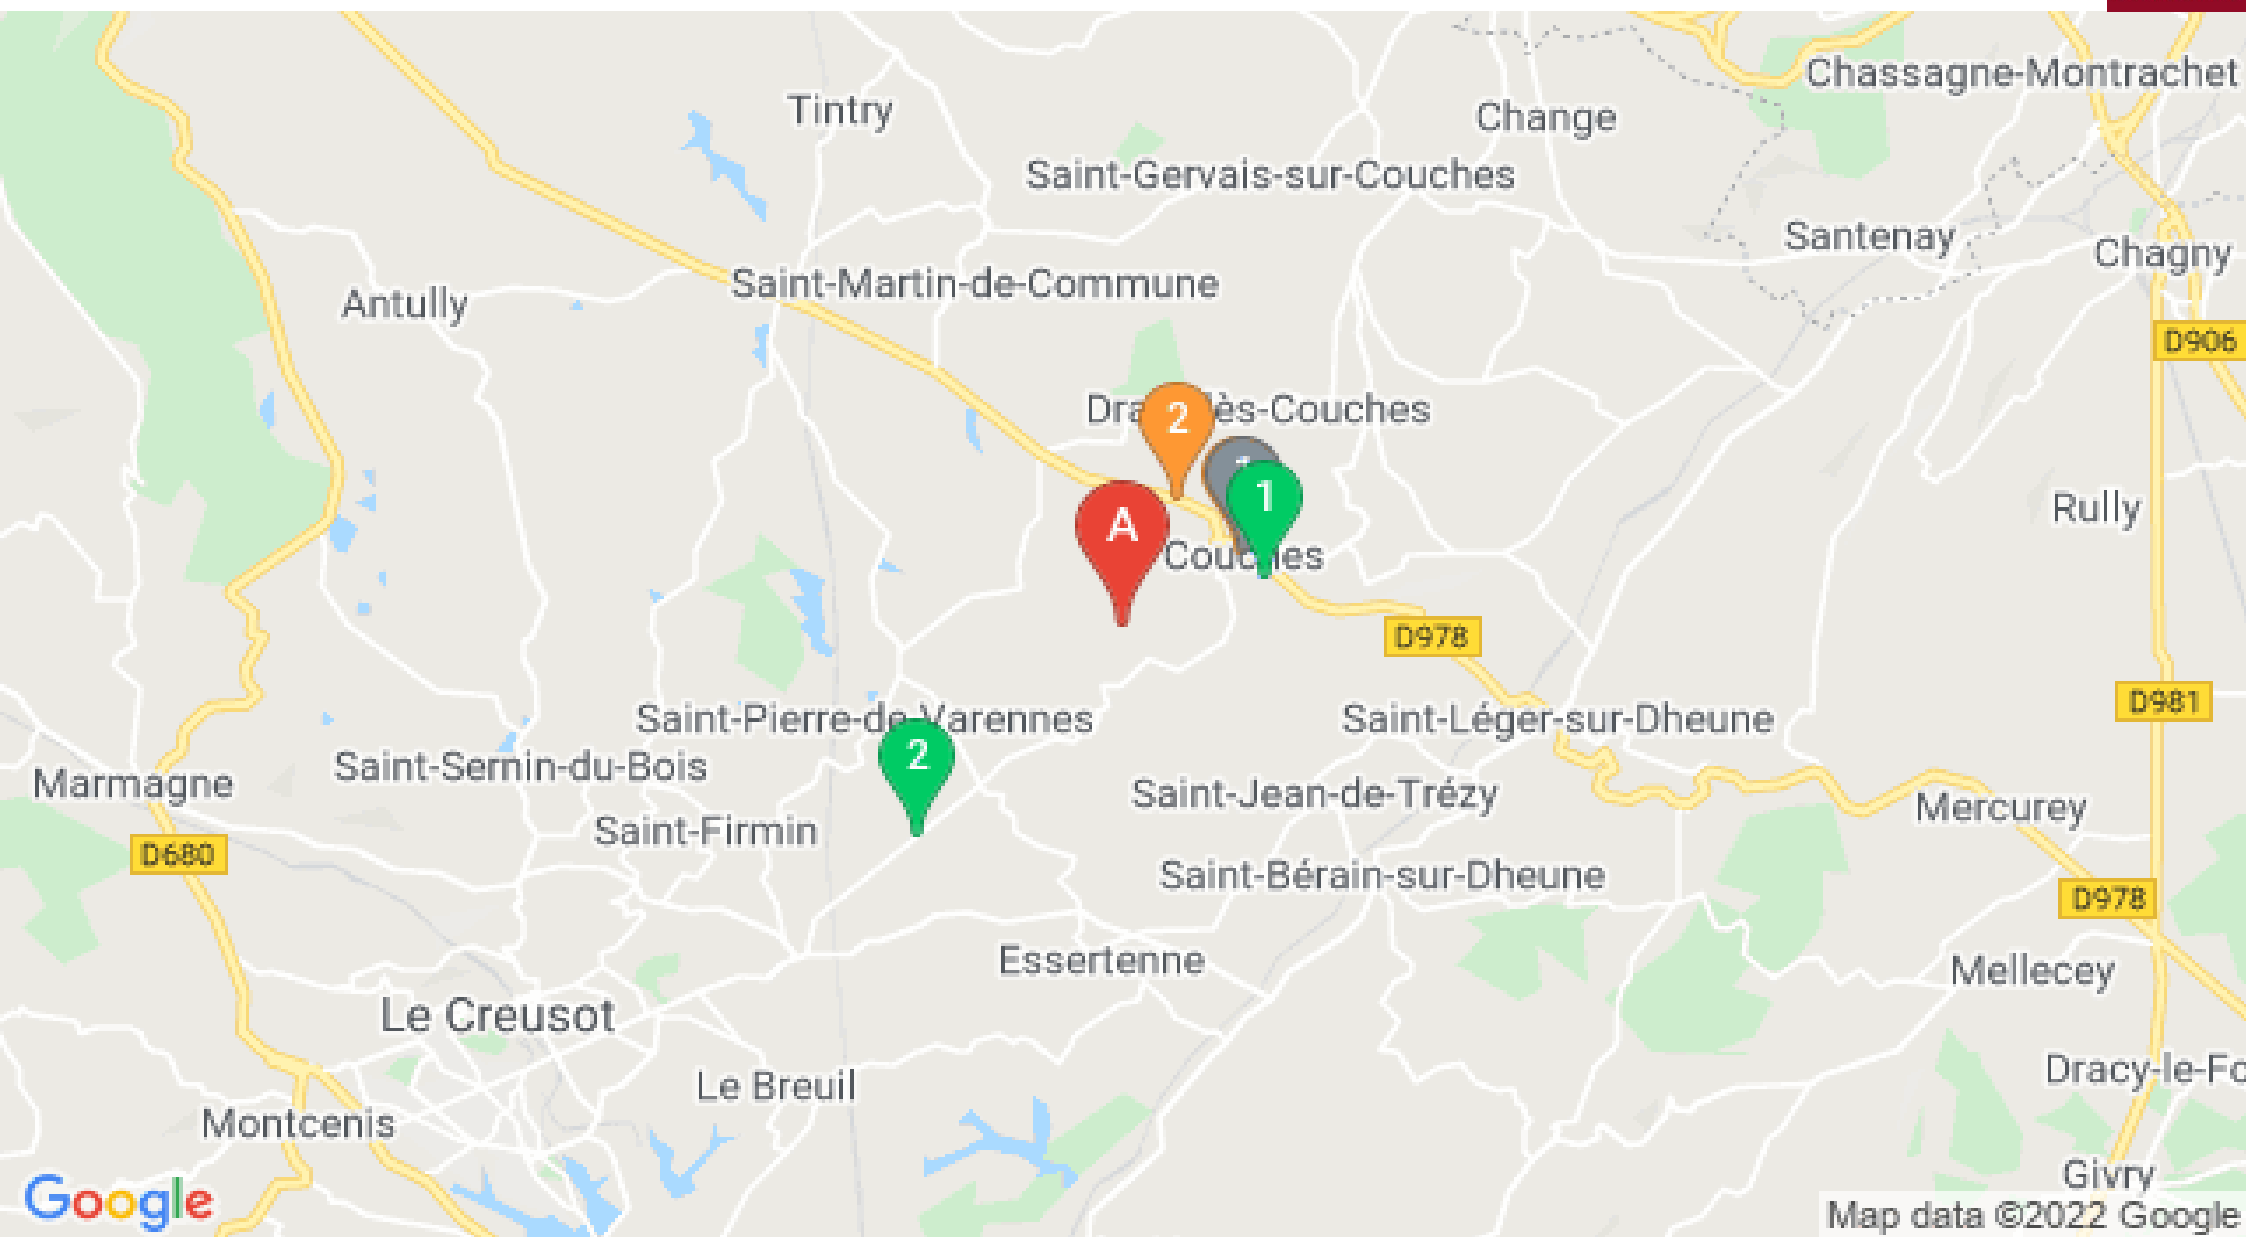 Chassagne-Montrachet
Tintry
Change
Saint-Gervais-sur-Couches
Santenay
Chagny
Saint-Martin-de-Commune
Antully
D906
2
ès-Couches
1
Rully
A
Couches
D978
D981
Saint-Pierre-de-Varennes
Saint-Léger-sur-Dheune
2
Saint-Sernin-du-Bois
Marmagne
Saint-Jean-de-Trézy
Mercurey
Saint-Firmin
D680
Saint-Bérain-sur-Dheune
D978
Essertenne
Mellecey
Le Creusot
Dracy-le-Fo
Le Breuil
Montcenis
Givry
Google
Map data ©2022 Google